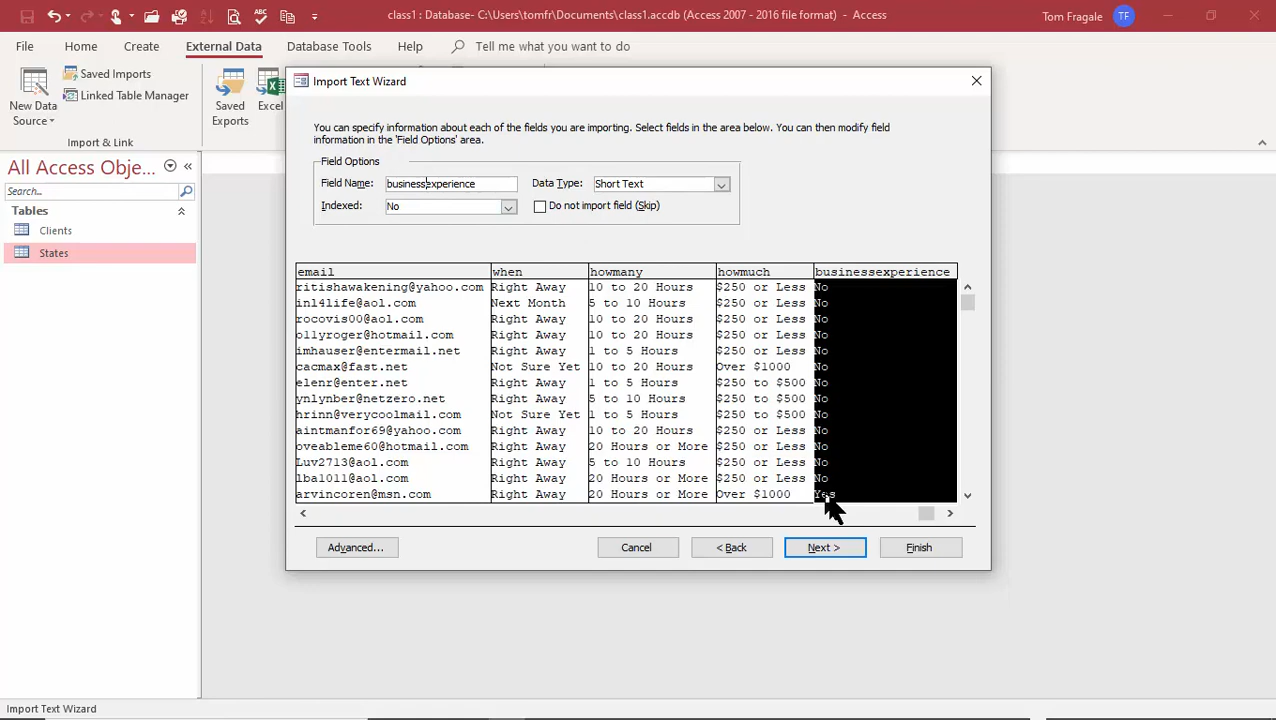 class1 : Database- C:\Users\tomfr\Documents\class1.accdb (Access 2007 - 2016 file format) - Access
Tom Fragale
TF
File
Home
Create
External Data
Database Tools
Help
Tell me what you want to do
New Data
Source
Saved Imports
Linked Table Manager
Saved
Exports
Excel
Import & Link
All Access Obje...
Search...
Tables
Clients
States
Import Text Wizard
You can specify information about each of the fields you are importing. Select fields in the area below. You can then modify field
information in the 'Field Options' area.
Field Options
Field Name: businessexperience Data Type: Short Text
Indexed: No Do not import field (Skip)
email when howmany howmuch businessexperience
ritishawakening@yahoo.com Right Away 10 to 20 Hours $250 or Less No
inl4life@aol.com Next Month 5 to 10 Hours $250 or Less No
rocovis00@aol.com Right Away 10 to 20 Hours $250 or Less No
ollyroger@hotmail.com Right Away 10 to 20 Hours $250 or Less No
imhauser@entermail.net Right Away 1 to 5 Hours $250 or Less No
cacmax@fast.net Not Sure Yet 10 to 20 Hours Over $1000 No
elenr@enter.net Right Away 1 to 5 Hours $250 to $500 No
ynlynber@netzero.net Right Away 5 to 10 Hours $250 to $500 No
hrinn@verycoolmail.com Not Sure Yet 1 to 5 Hours $250 to $500 No
aintmanfor69@yahoo.com Right Away 10 to 20 Hours $250 or Less No
oveableme60@hotmail.com Right Away 20 Hours or More $250 or Less No
Luv2713@aol.com Right Away 5 to 10 Hours $250 or Less No
lba1011@aol.com Right Away 20 Hours or More $250 or Less No
arvincoren@msn.com Right Away 20 Hours or More Over $1000 Yes
Advanced...
Cancel
< Back
Next >
Finish
Import Text Wizard